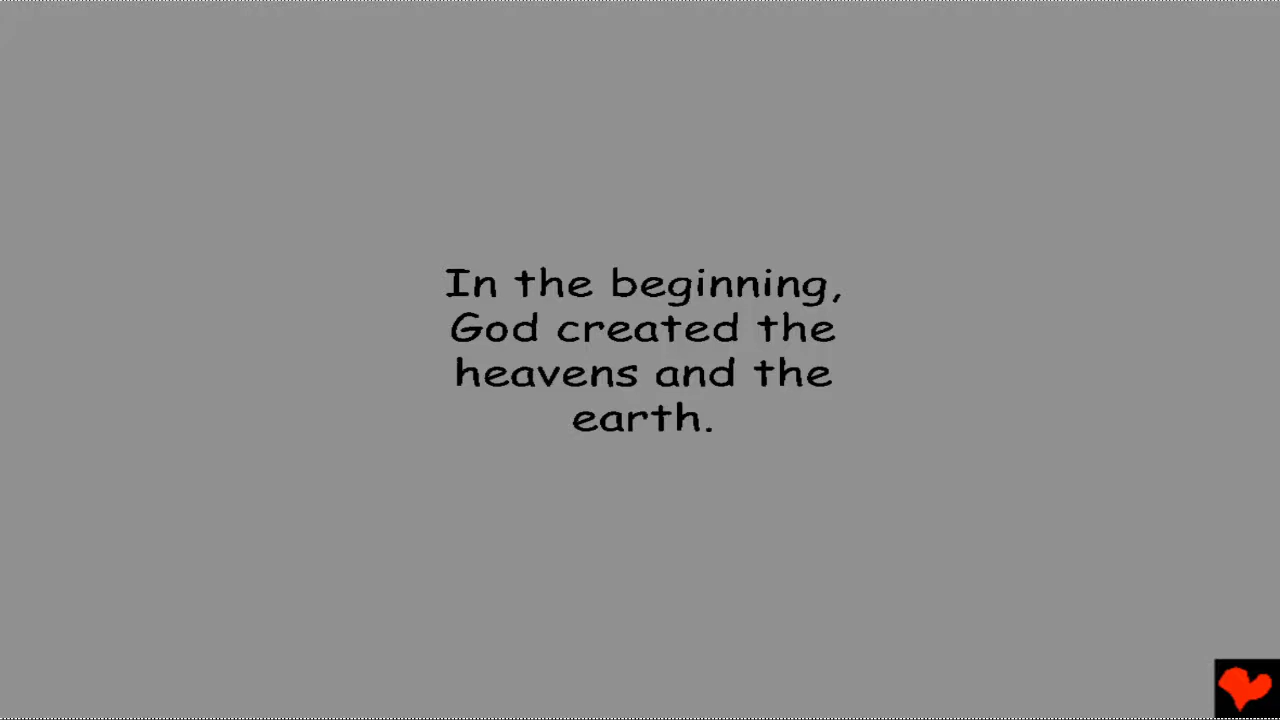 In the beginning,
God created the
heavens and the
earth.